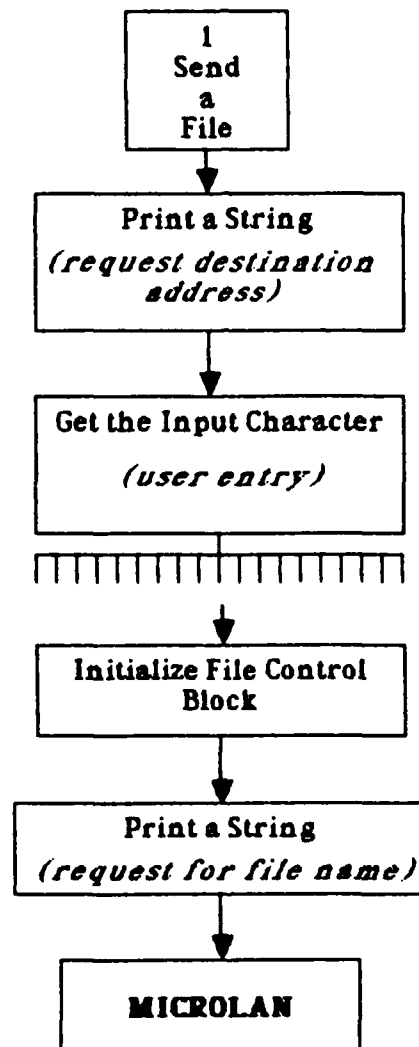 1
Send
a
File
Print a String
(request destination
address)
Get the Input Character
(user entry)
Initialize File Control
Block
Print a String
(request for file name)
MICROLAN